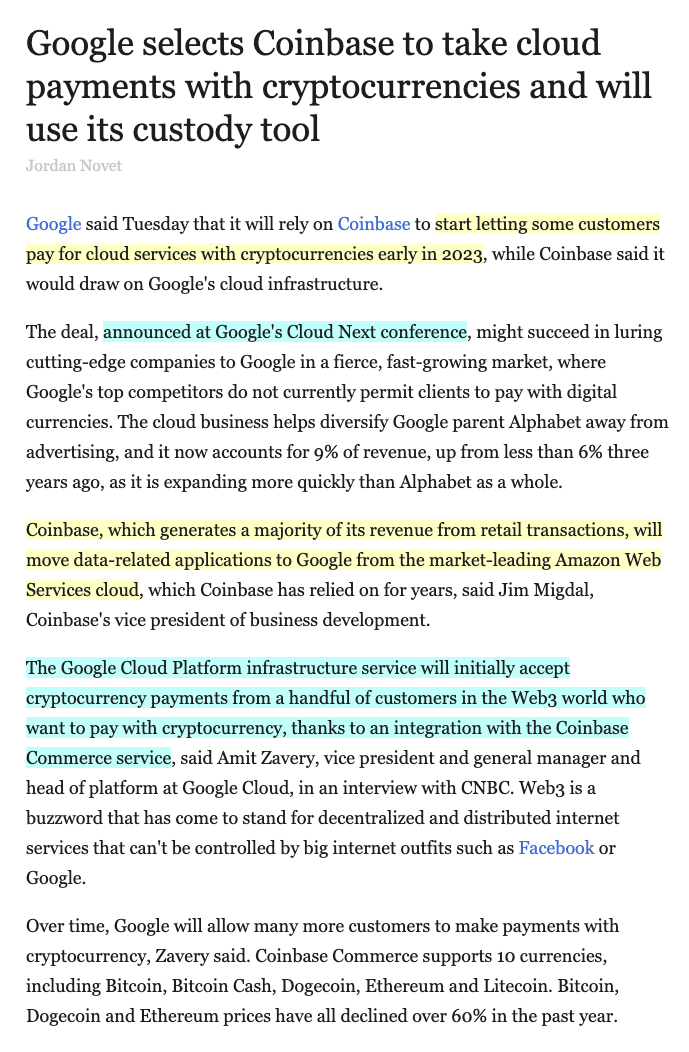 Google selects Coinbase to take cloud
payments with cryptocurrencies and will
use its custody tool
Jordan Novet
Google said Tuesday that it will rely on Coinbase to start letting some customers
pay for cloud services with cryptocurrencies early in 2023, while Coinbase said it
would draw on Google's cloud infrastructure.
The deal, announced at Google's Cloud Next conference, might succeed in luring
cutting-edge companies to Google in a fierce, fast-growing market, where
Google's top competitors do not currently permit clients to pay with digital
currencies. The cloud business helps diversify Google parent Alphabet away from
advertising, and it now accounts for 9% of revenue, up from less than 6% three
years ago, as it is expanding more quickly than Alphabet as a whole.
Coinbase, which generates a majority of its revenue from retail transactions, will
move data-related applications to Google from the market-leading Amazon Web
Services cloud, which Coinbase has relied on for years, said Jim Migdal,
Coinbase's vice president of business development.
The Google Cloud Platform infrastructure service will initially accept
cryptocurrency payments from a handful of customers in the Web3 world who
want to pay with cryptocurrency, thanks to an integration with the Coinbase
Commerce service, said Amit Zavery, vice president and general manager and
head of platform at Google Cloud, in an interview with CNBC. Web3 is a
buzzword that has come to stand for decentralized and distributed internet
services that can't be controlled by big internet outfits such as Facebook or
Google.
Over time, Google will allow many more customers to make payments with
cryptocurrency, Zavery said. Coinbase Commerce supports 10 currencies,
including Bitcoin, Bitcoin Cash, Dogecoin, Ethereum and Litecoin. Bitcoin,
Dogecoin and Ethereum prices have all declined over 60% in the past year.